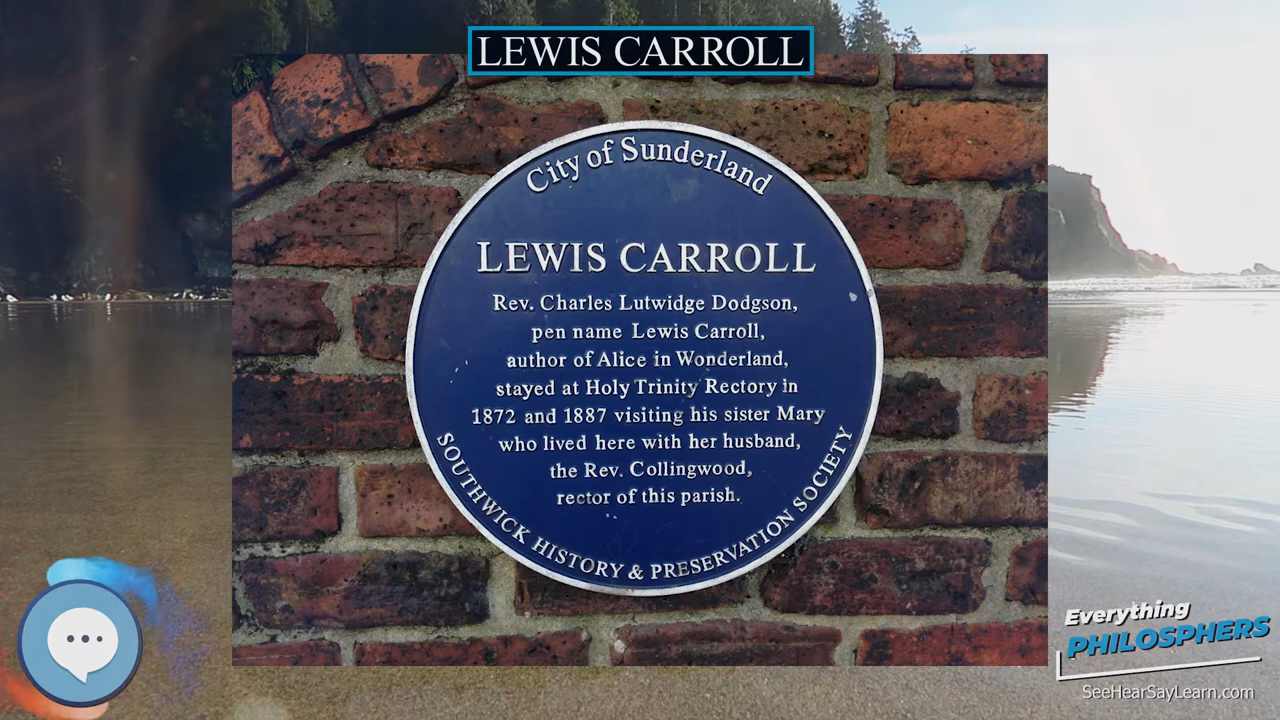 LEWIS CARROLL
City of Sunderland
LEWIS CARROLL
Rev. Charles Lutwidge Dodgson,
pen name Lewis Carroll,
author of Alice in Wonderland,
stayed at Holy Trinity Rectory in
1872 and 1887 visiting his sister Mary
who lived here with her husband,
the Rev. Collingwood,
rector of this parish.
SOUTHWICK HISTORY & PRESERVATION SOCIETY
Everything
PHILOSPHERS
SeeHearSayLearn.com